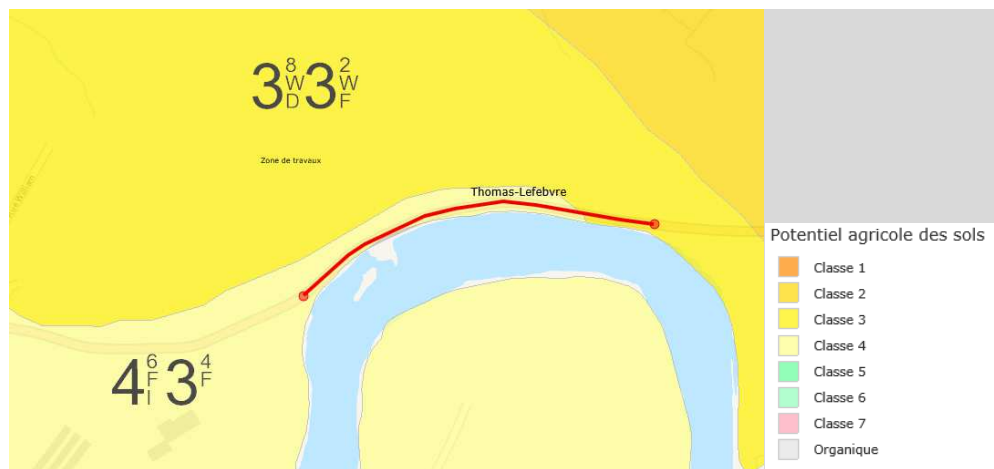 3 8 W D 3 2 W F
Zone de travaux
Thomas-Lefebvre
4 6 F I 3 4 F
Potentiel agricole des sols
Classe 1
Classe 2
Classe 3
Classe 4
Classe 5
Classe 6
Classe 7
Organique